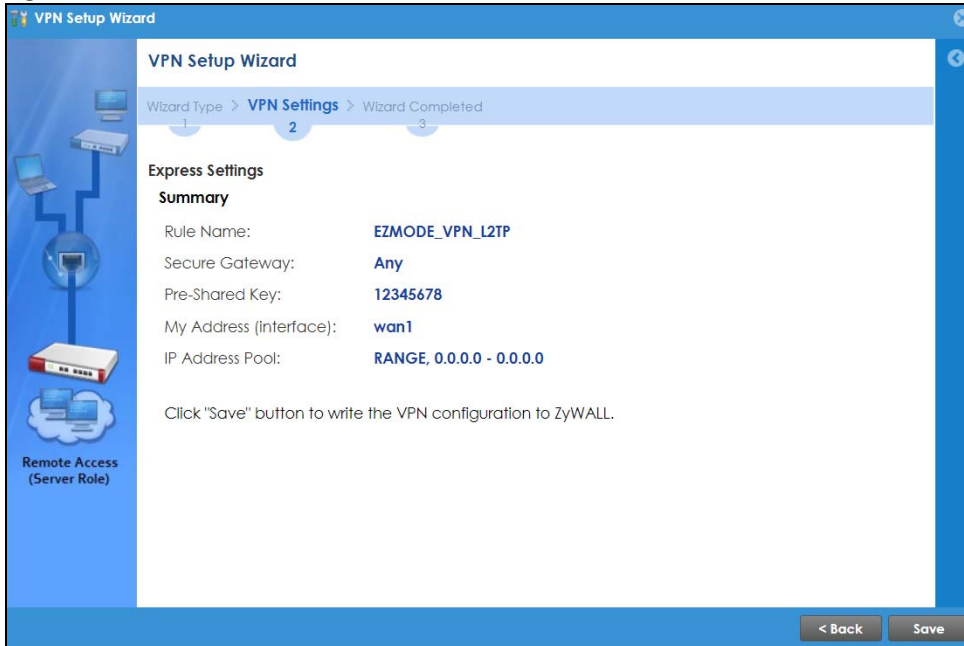 VPN Setup Wizard
VPN Setup Wizard
Wizard Type > VPN Settings > Wizard Completed
1 2 3
Express Settings
Summary
Rule Name: EZMODE_VPN_L2TP
Secure Gateway: Any
Pre-Shared Key: 12345678
My Address (interface): wan1
IP Address Pool: RANGE, 0.0.0.0 - 0.0.0.0
Click "Save" button to write the VPN configuration to ZyWALL.
Remote Access
(Server Role)
< Back Save